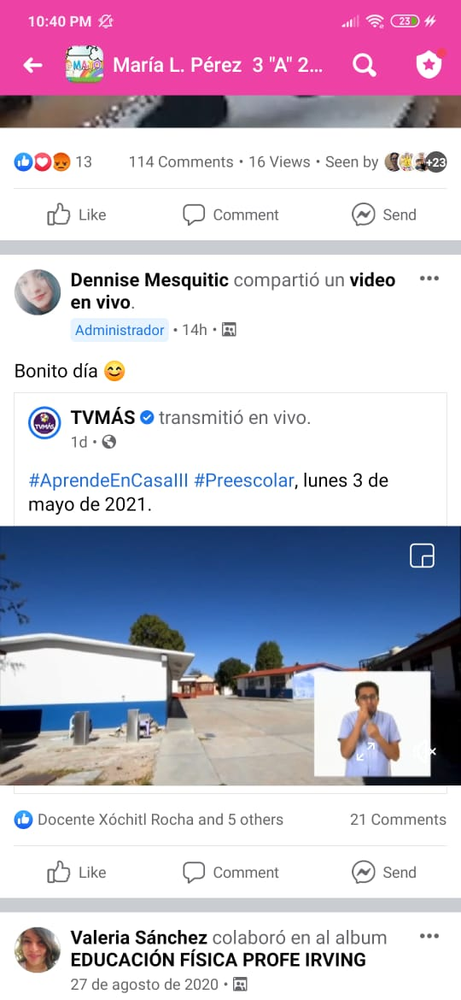 10:40 PM
23
MAYO
María L. Pérez 3 "A" 2...
13
114 Comments • 16 Views • Seen by
+23
Like
Comment
Send
Dennise Mesquitic compartió un video
en vivo.
Administrador • 14h •
Bonito día 😊
TVMÁS
TVMÁS transmitió en vivo.
1d •
#AprendeEnCasaIII #Preescolar, lunes 3 de
mayo de 2021.
Docente Xóchitl Rocha and 5 others
21 Comments
Like
Comment
Send
Valeria Sánchez colaboró en al album
EDUCACIÓN FÍSICA PROFE IRVING
27 de agosto de 2020 •